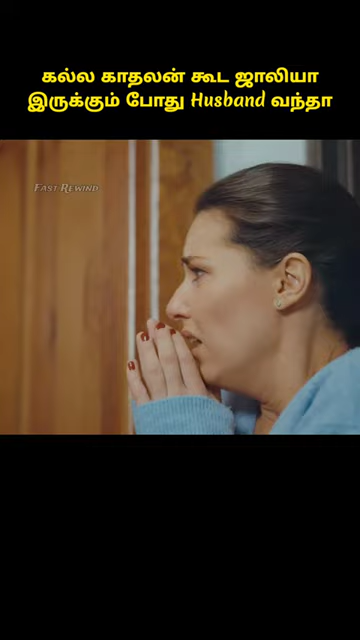 கல்ல காதலன் கூட ஜாலியா
இருக்கும் போது Husband வந்தா
FAST REWIND